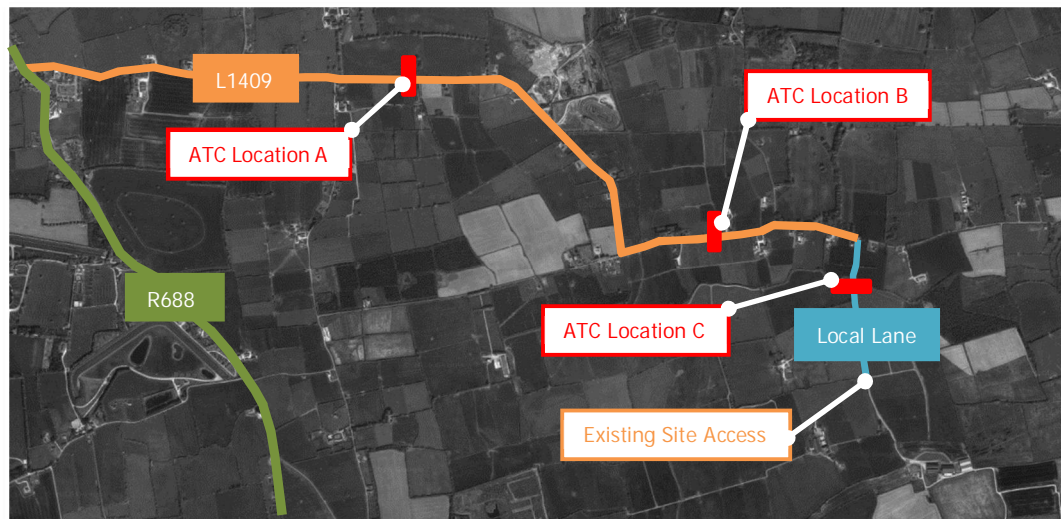 L1409
ATC Location A
ATC Location B
R688
ATC Location C
Local Lane
Existing Site Access